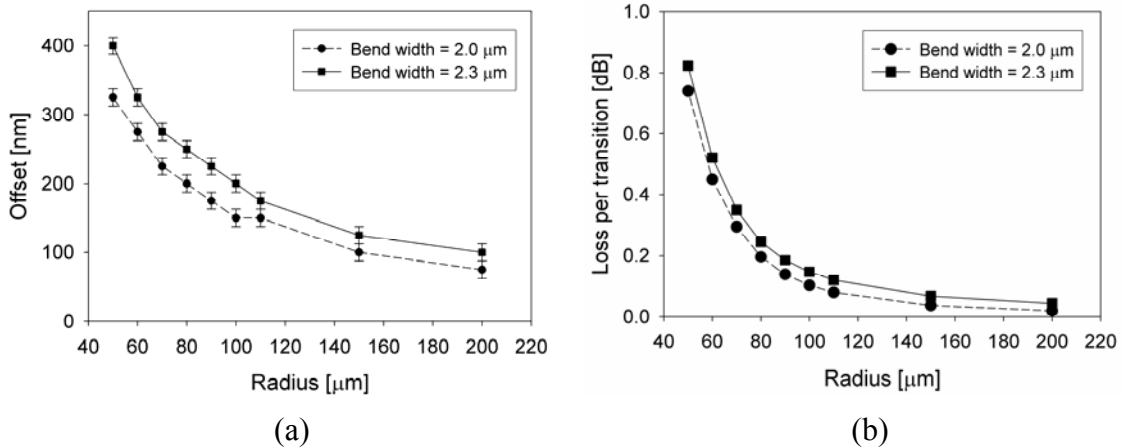 Offset [nm]
400
300
200
100
0
Bend width = 2.0 μm
Bend width = 2.3 μm
40 60 80 100 120 140 160 180 200 220
Radius [μm]
(a)
Loss per transition [dB]
1.0
0.8
0.6
0.4
0.2
0.0
Bend width = 2.0 μm
Bend width = 2.3 μm
40 60 80 100 120 140 160 180 200 220
Radius [μm]
(b)